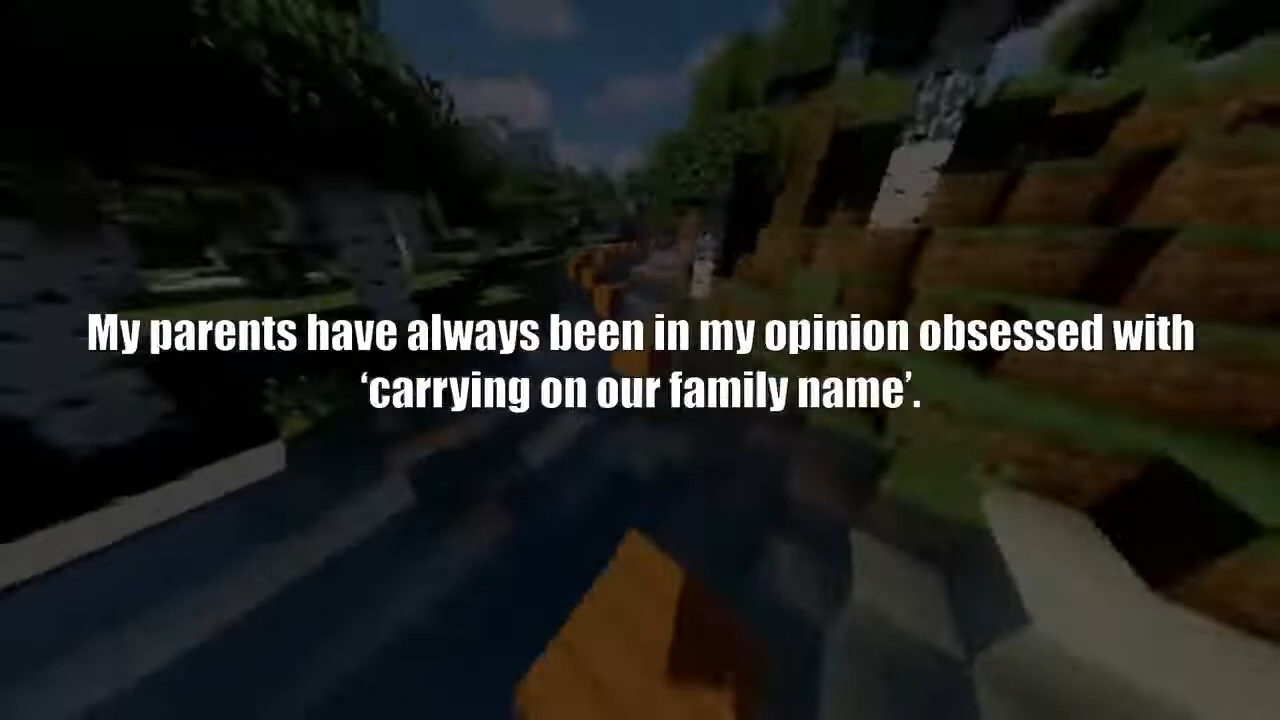 My parents have always been in my opinion obsessed with
‘carrying on our family name’.